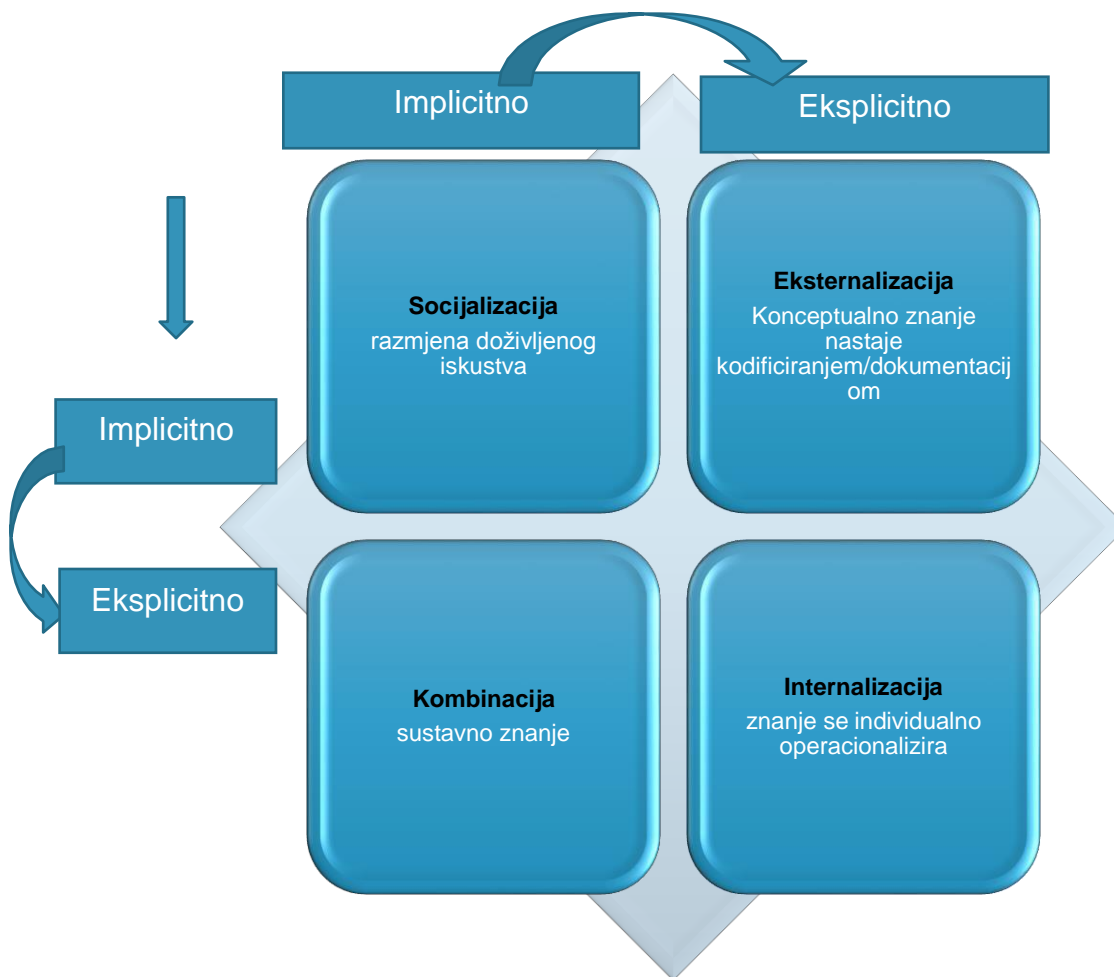 Implicitno
Eksplicitno
Socijalizacija
razmjena doživljenog
iskustva
Eksternalizacija
Konceptualno znanje
nastaje
kodificiranjem/dokumentacij
om
Implicitno
Eksplicitno
Kombinacija
sustavno znanje
Internalizacija
znanje se individualno
operacionalizira